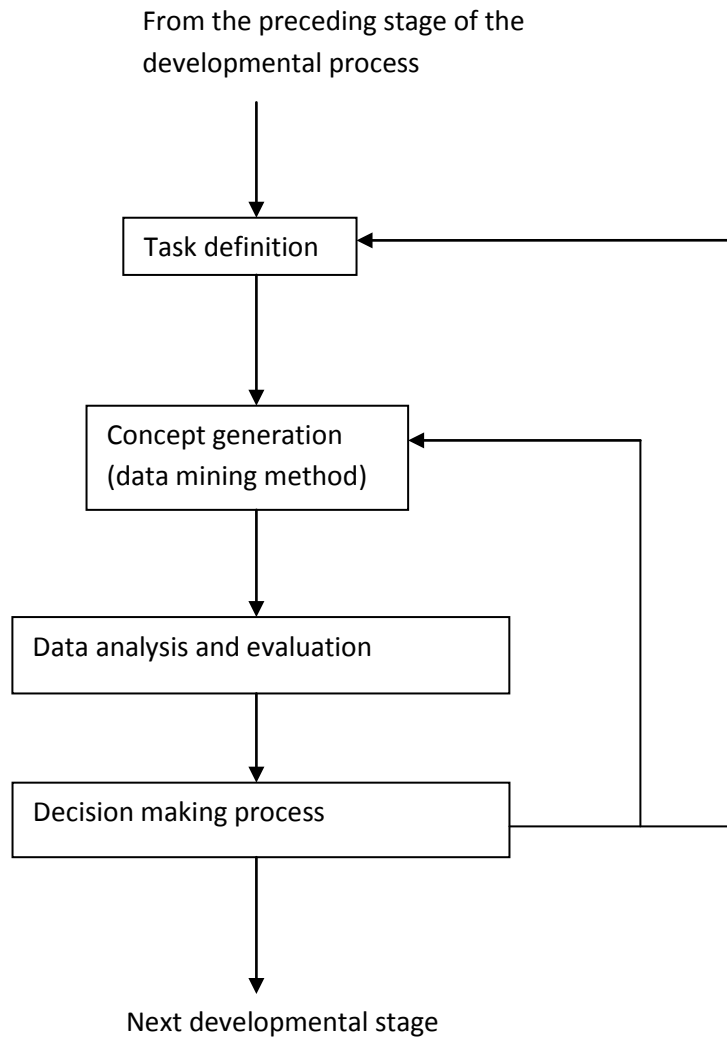 From the preceding stage of the
developmental process
Task definition
Concept generation
(data mining method)
Data analysis and evaluation
Decision making process
Next developmental stage